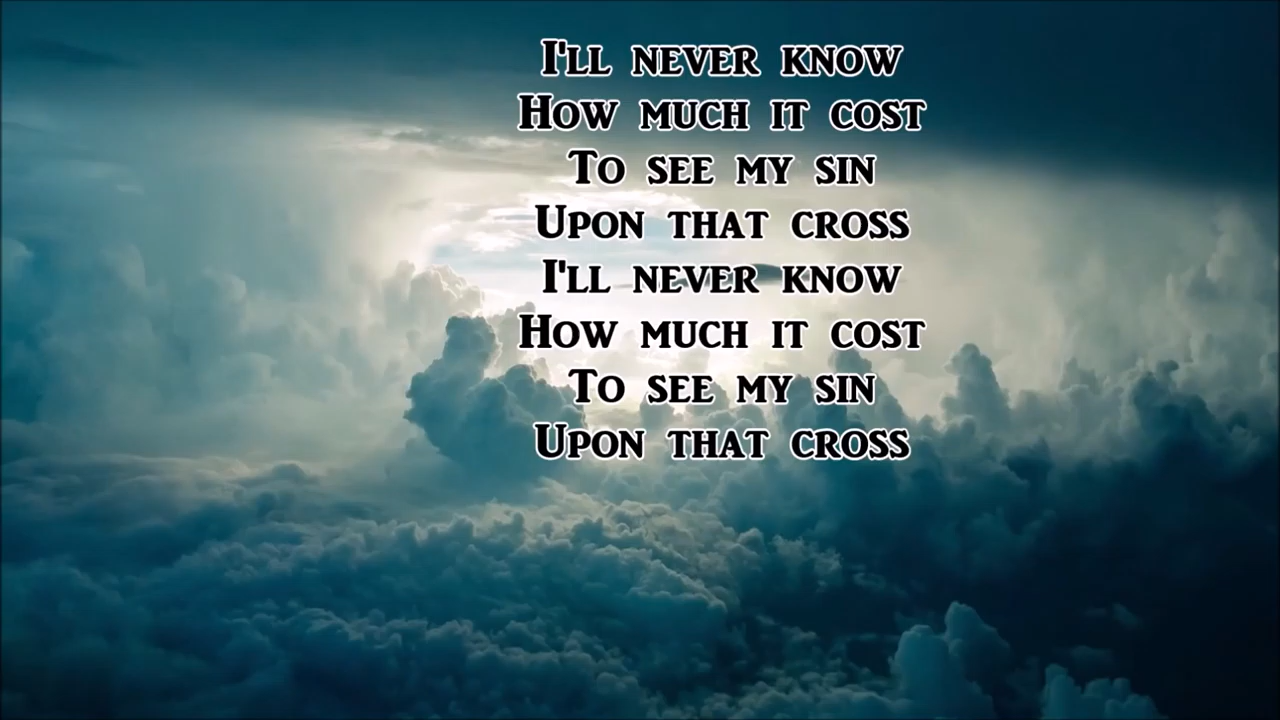 I'll never know
How much it cost
To see my sin
Upon that cross
I'll never know
How much it cost
To see my sin
Upon that cross